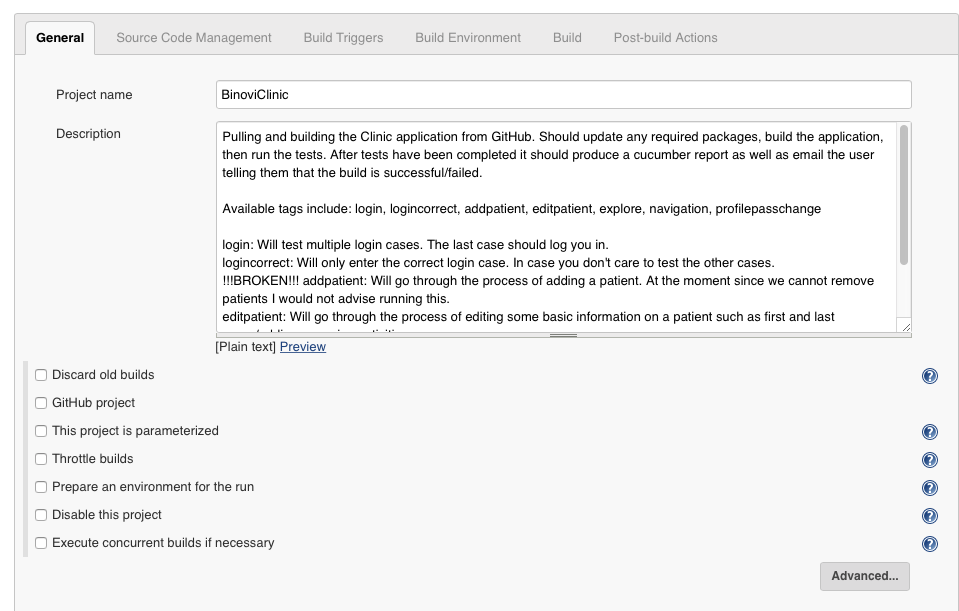 General Source Code Management Build Triggers Build Environment Build Post-build Actions
Project name BinoviClinic
Description
Pulling and building the Clinic application from GitHub. Should update any required packages, build the application,
then run the tests. After tests have been completed it should produce a cucumber report as well as email the user
telling them that the build is successful/failed.
Available tags include: login, logincorrect, addpatient, editpatient, explore, navigation, profilepasschange
login: Will test multiple login cases. The last case should log you in.
logincorrect: Will only enter the correct login case. In case you don't care to test the other cases.
!!!BROKEN!!! addpatient: Will go through the process of adding a patient. At the moment since we cannot remove
patients I would not advise running this.
editpatient: Will go through the process of editing some basic information on a patient such as first and last
[Plain text] Preview
Discard old builds ?
GitHub project
This project is parameterized ?
Throttle builds ?
Prepare an environment for the run ?
Disable this project ?
Execute concurrent builds if necessary ?
Advanced...